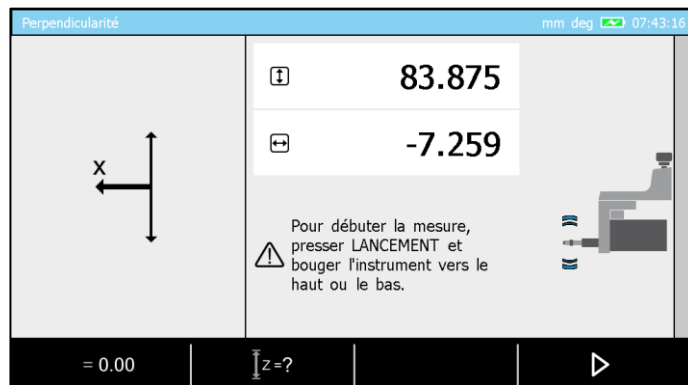 Perpendicularité
mm deg 07:43:16
83.875
-7.259
X
Pour débuter la mesure,
presser LANCEMENT et
bouger l'instrument vers le
haut ou le bas.
= 0.00
z =?